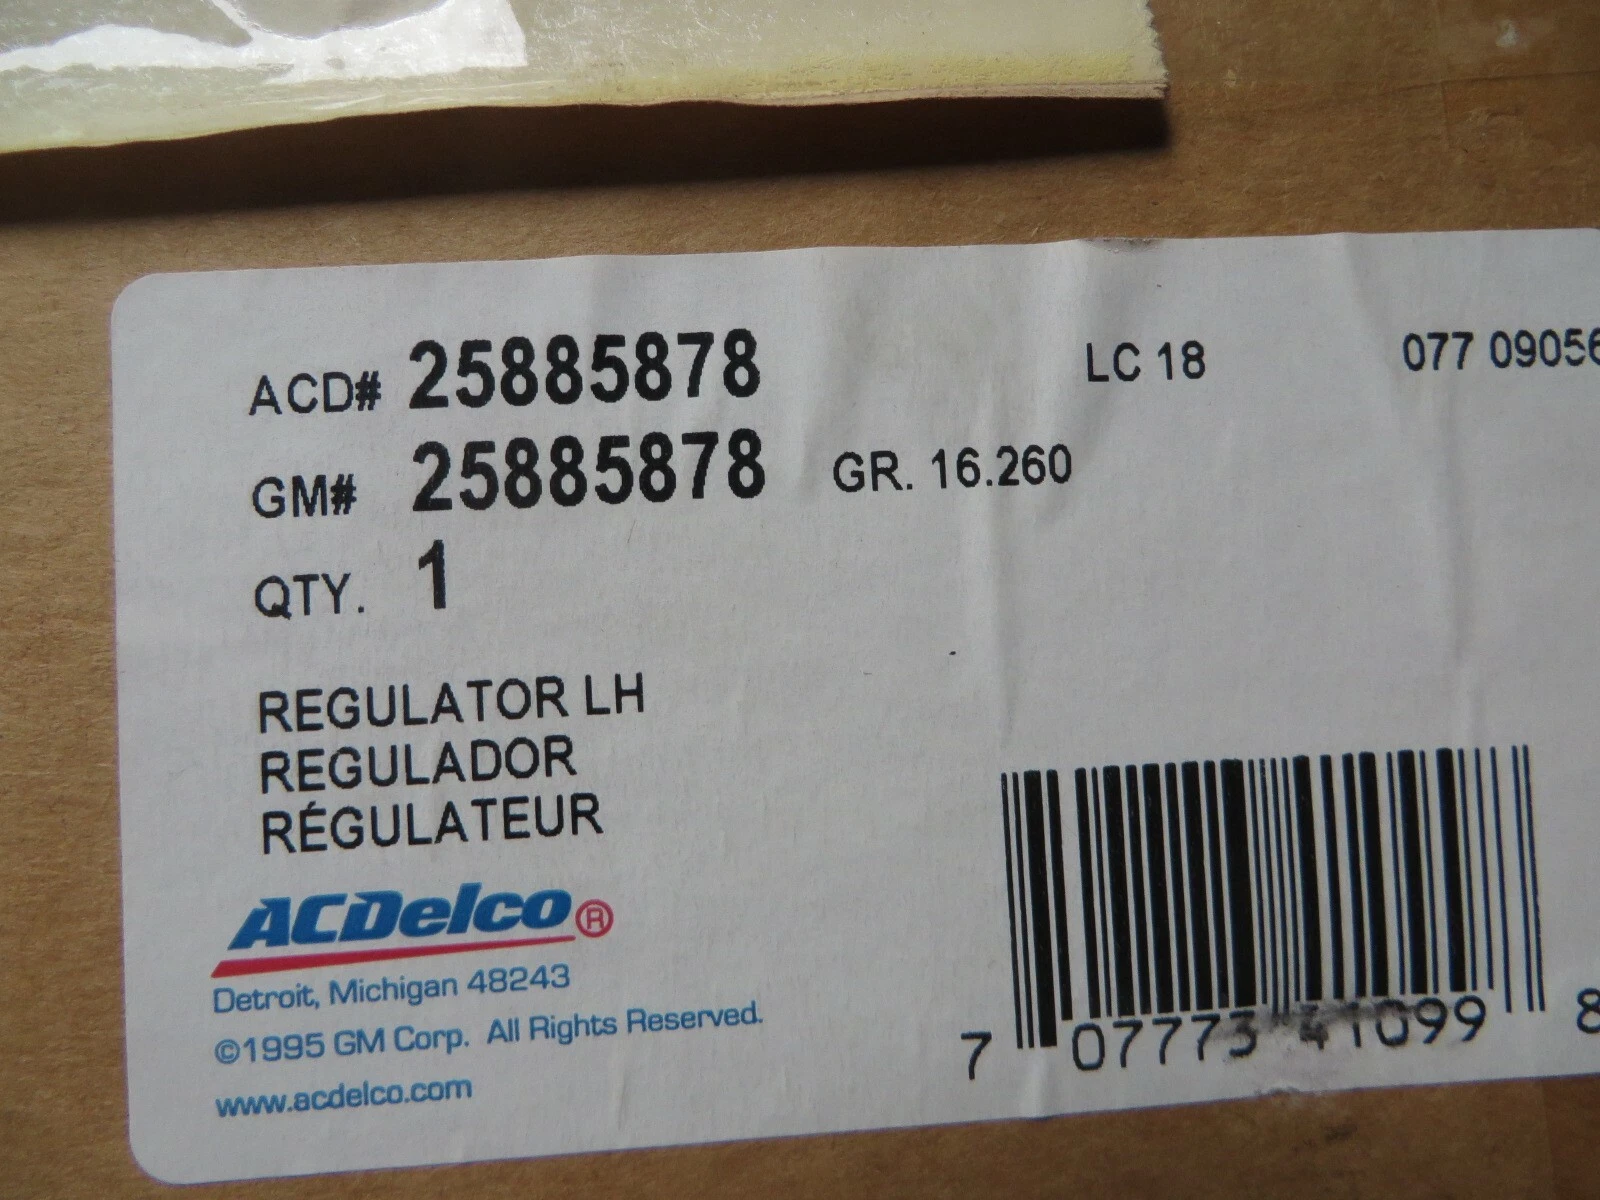 ACD# 25885878 LC 18 077 09056
GM# 25885878 GR. 16.260
QTY. 1
REGULATOR LH
REGULADOR
RÉGULATEUR
ACDelco®
Detroit, Michigan 48243
©1995 GM Corp. All Rights Reserved.
www.acdelco.com
7 07773 41099 8